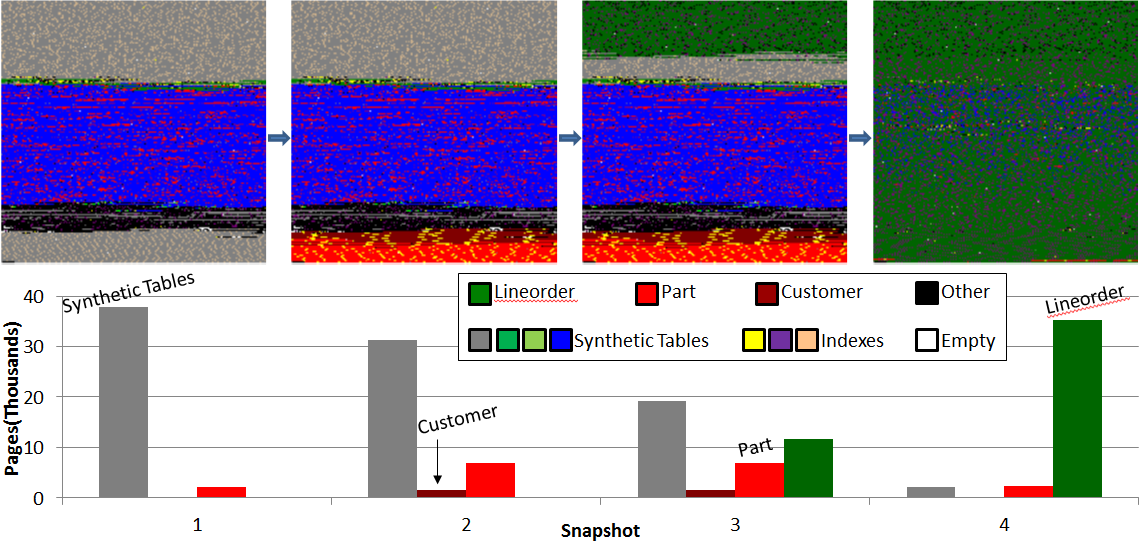 Synthetic Tables
Lineorder
Part
Customer
Other
Synthetic Tables
Indexes
Empty
Lineorder
Customer
Part
Pages(Thousands)
40
30
20
10
0
1
2
3
4
Snapshot